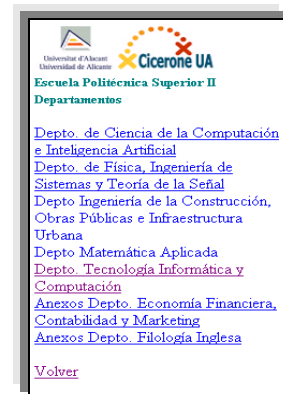 Universitat d'Alacant
Universidad de Alicante
Cicerone UA
Escuela Politécnica Superior II
Departamentos
Depto. de Ciencia de la Computación
e Inteligencia Artificial
Depto. de Física, Ingeniería de
Sistemas y Teoría de la Señal
Depto Ingeniería de la Construcción,
Obras Públicas e Infraestructura
Urbana
Depto Matemática Aplicada
Depto. Tecnología Informática y
Computación
Anexos Depto. Economía Financiera,
Contabilidad y Marketing
Anexos Depto. Filología Inglesa
Volver